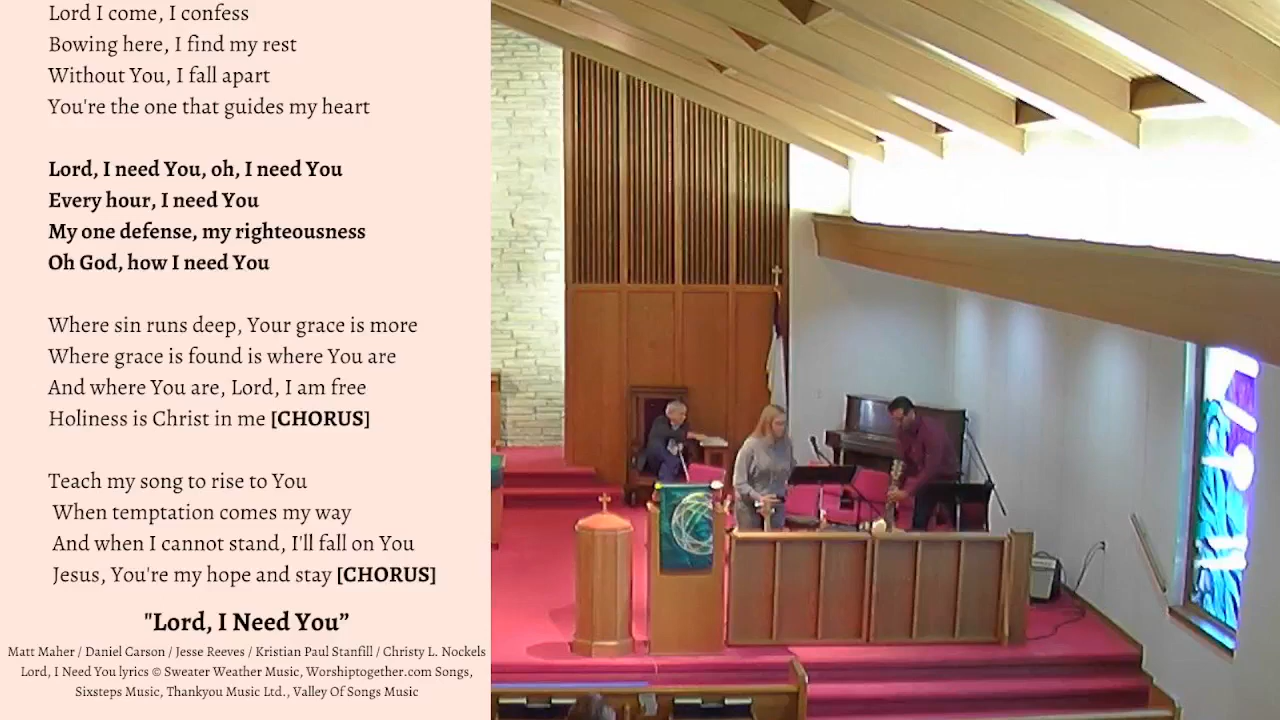 Lord I come, I confess
Bowing here, I find my rest
Without You, I fall apart
You're the one that guides my heart
Lord, I need You, oh, I need You
Every hour, I need You
My one defense, my righteousness
Oh God, how I need You
Where sin runs deep, Your grace is more
Where grace is found is where You are
And where You are, Lord, I am free
Holiness is Christ in me [CHORUS]
Teach my song to rise to You
When temptation comes my way
And when I cannot stand, I'll fall on You
Jesus, You're my hope and stay [CHORUS]
"Lord, I Need You”
Matt Maher / Daniel Carson / Jesse Reeves / Kristian Paul Stanfill / Christy L. Nockels
Lord, I Need You lyrics © Sweater Weather Music, Worshiptogether.com Songs,
Sixsteps Music, Thankyou Music Ltd., Valley Of Songs Music